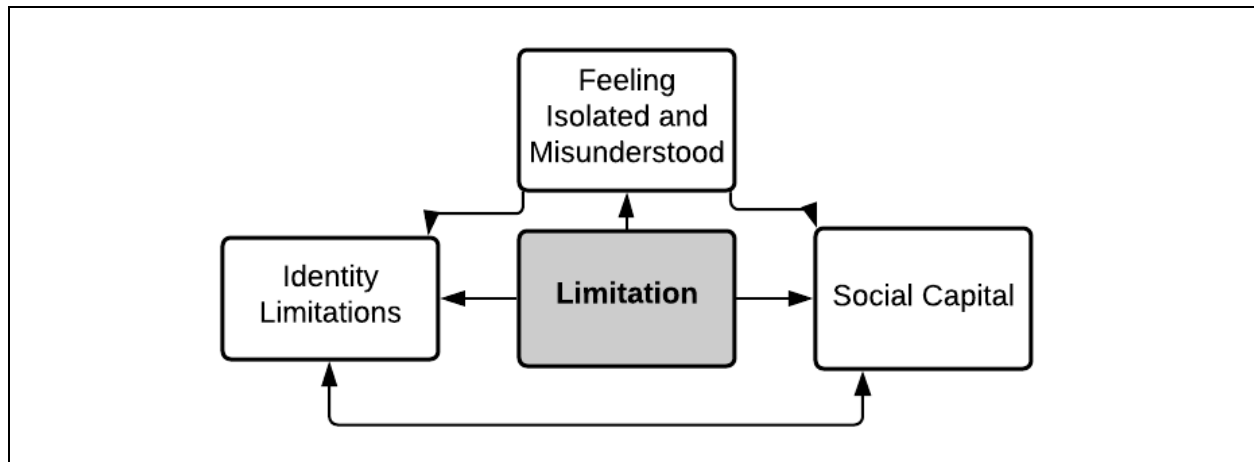 Feeling
Isolated and
Misunderstood
Identity
Limitations
Limitation
Social Capital